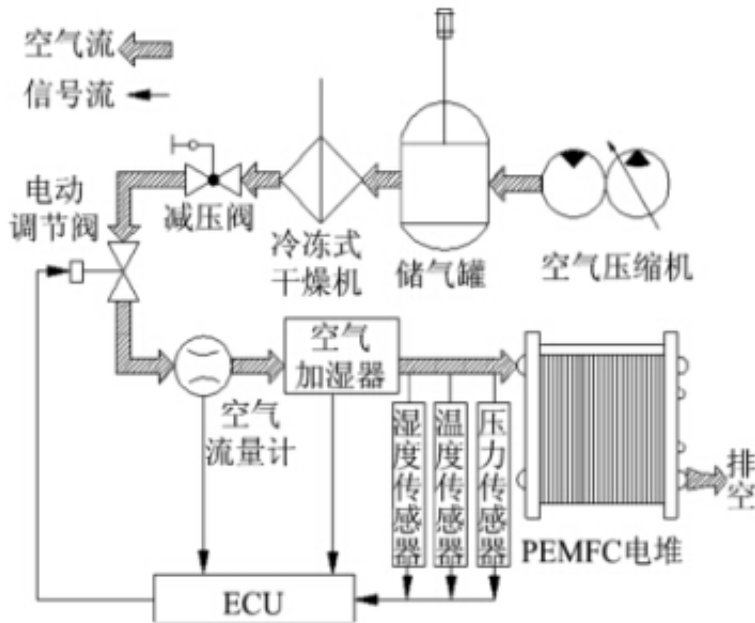 空气流
信号流
电动
调节阀
减压阀
冷冻式
干燥机
储气罐
空气压缩机
空气
流量计
空气
加湿器
湿度传感器
温度传感器
压力传感器
排空
PEMFC电堆
ECU